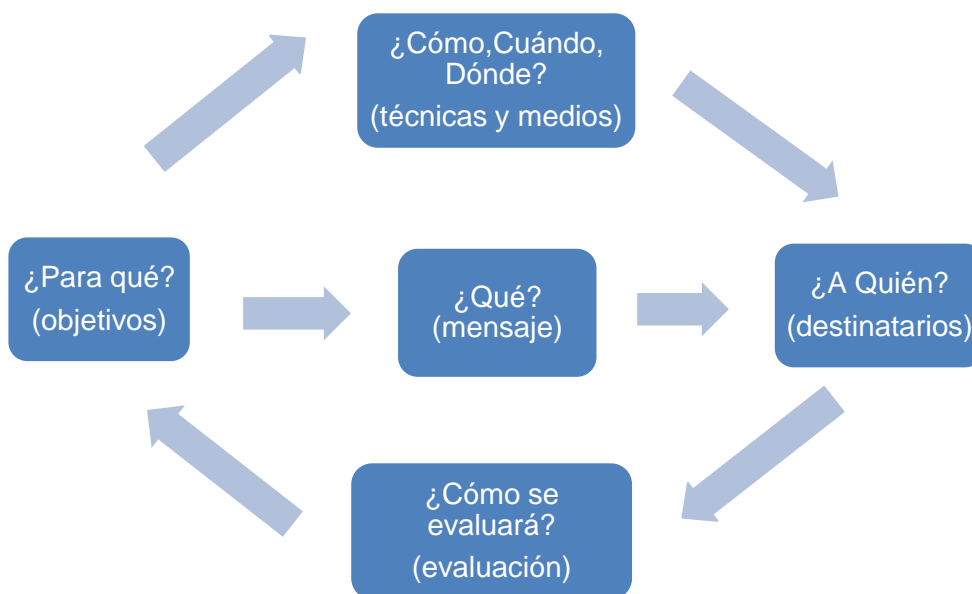 ¿Cómo,Cuándo,
Dónde?
(técnicas y medios)
¿Para qué?
(objetivos)
¿Qué?
(mensaje)
¿A Quién?
(destinatarios)
¿Cómo se
evaluará?
(evaluación)